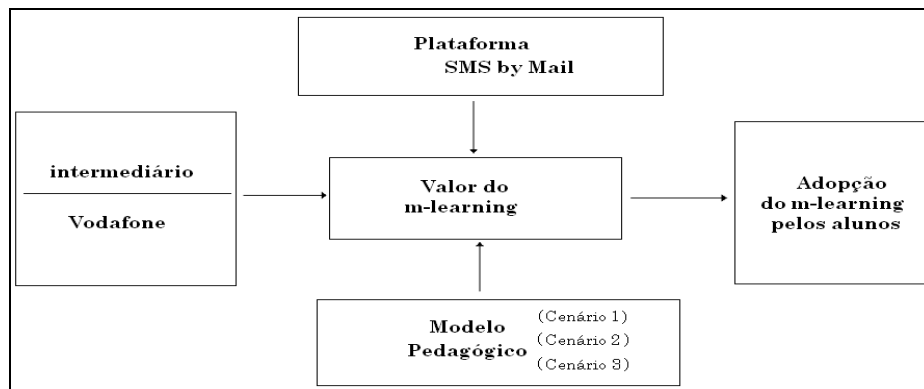 Plataforma
SMS by Mail
intermediário
Vodafone
Valor do
m-learning
Adopção
do m-learning
pelos alunos
Modelo
Pedagógico
(Cenário 1)
(Cenário 2)
(Cenário 3)